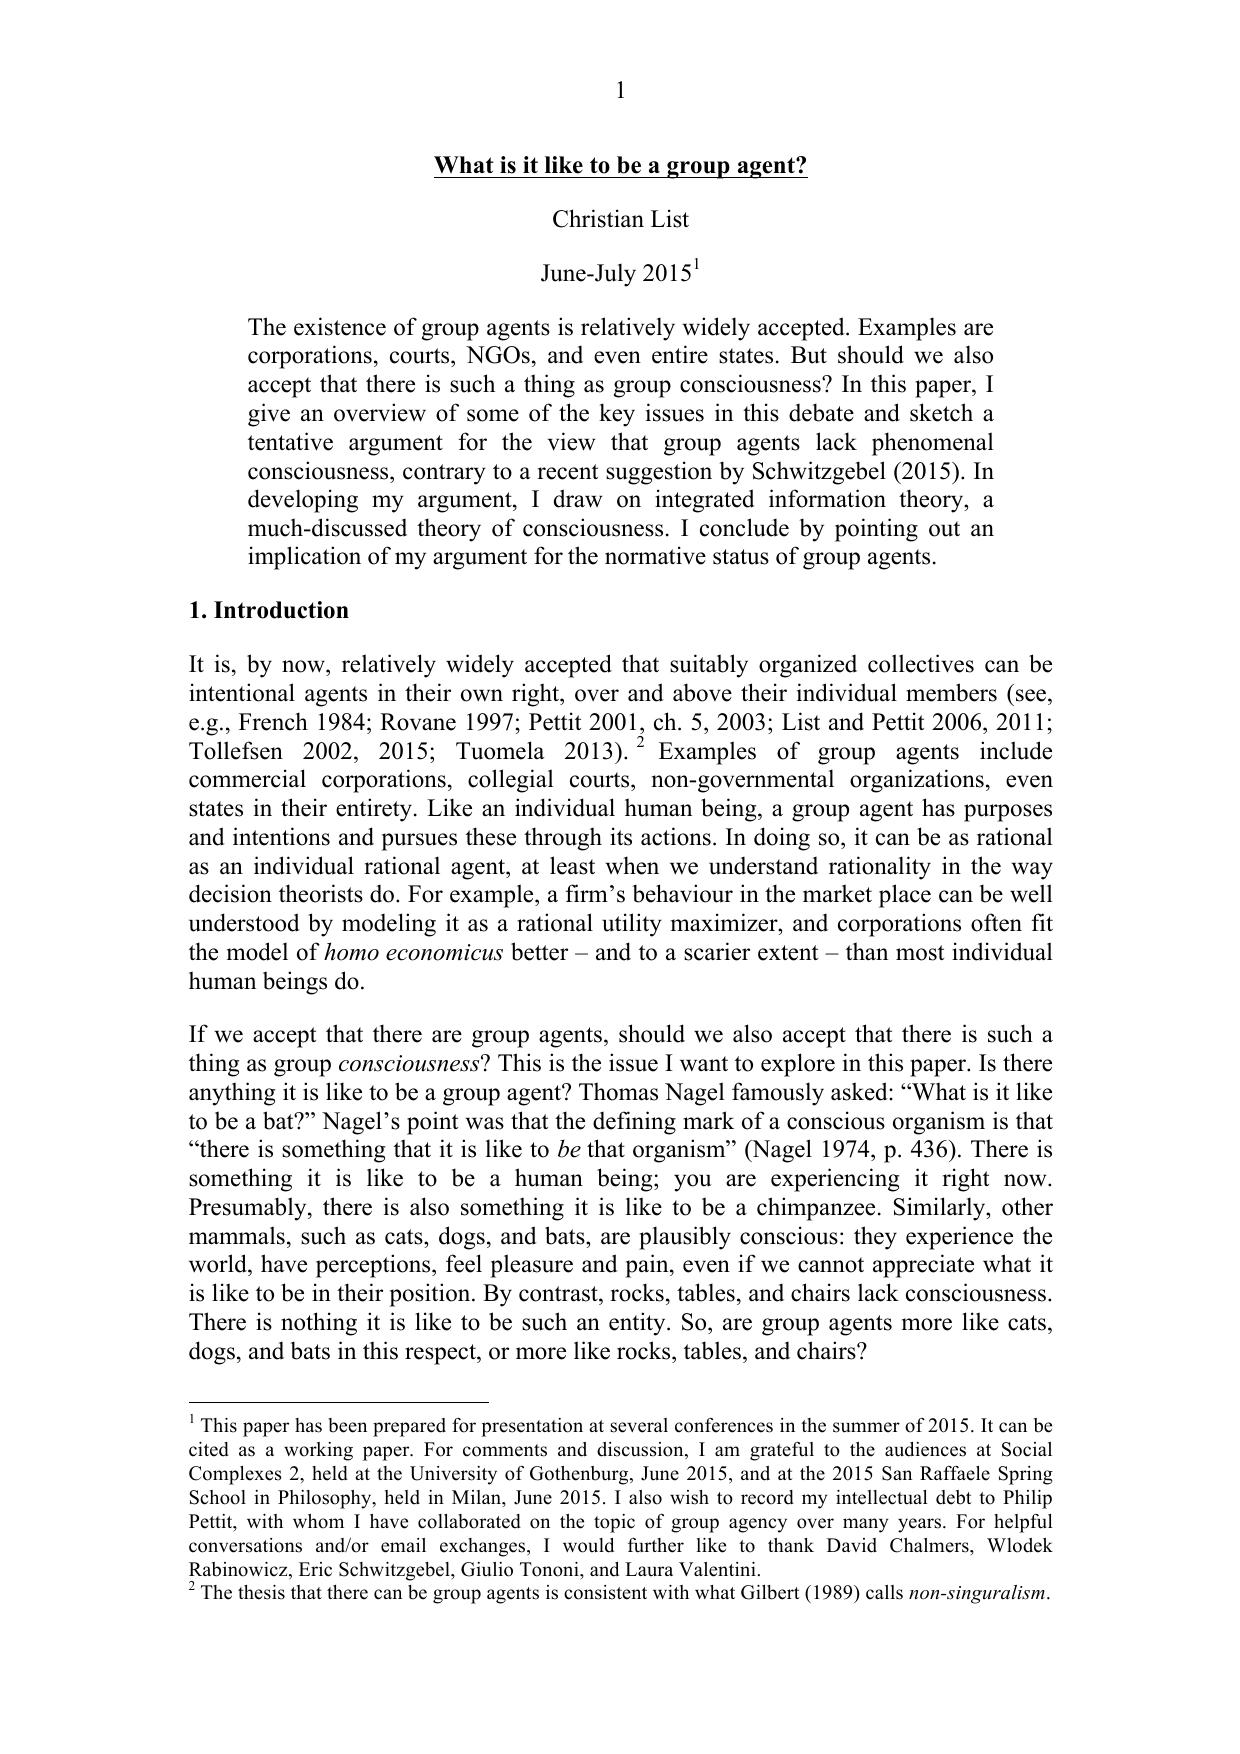 1
What is it like to be a group agent?
Christian List
June-July 2015¹
The existence of group agents is relatively widely accepted. Examples are
corporations, courts, NGOs, and even entire states. But should we also
accept that there is such a thing as group consciousness? In this paper, I
give an overview of some of the key issues in this debate and sketch a
tentative argument for the view that group agents lack phenomenal
consciousness, contrary to a recent suggestion by Schwitzgebel (2015). In
developing my argument, I draw on integrated information theory, a
much-discussed theory of consciousness. I conclude by pointing out an
implication of my argument for the normative status of group agents.
1. Introduction
It is, by now, relatively widely accepted that suitably organized collectives can be
intentional agents in their own right, over and above their individual members (see,
e.g., French 1984; Rovane 1997; Pettit 2001, ch. 5, 2003; List and Pettit 2006, 2011;
Tollefsen 2002, 2015; Tuomela 2013). ² Examples of group agents include
commercial corporations, collegial courts, non-governmental organizations, even
states in their entirety. Like an individual human being, a group agent has purposes
and intentions and pursues these through its actions. In doing so, it can be as rational
as an individual rational agent, at least when we understand rationality in the way
decision theorists do. For example, a firm's behaviour in the market place can be well
understood by modeling it as a rational utility maximizer, and corporations often fit
the model of homo economicus better – and to a scarier extent – than most individual
human beings do.
If we accept that there are group agents, should we also accept that there is such a
thing as group consciousness? This is the issue I want to explore in this paper. Is there
anything it is like to be a group agent? Thomas Nagel famously asked: “What is it like
to be a bat?” Nagel's point was that the defining mark of a conscious organism is that
“there is something that it is like to be that organism” (Nagel 1974, p. 436). There is
something it is like to be a human being; you are experiencing it right now.
Presumably, there is also something it is like to be a chimpanzee. Similarly, other
mammals, such as cats, dogs, and bats, are plausibly conscious: they experience the
world, have perceptions, feel pleasure and pain, even if we cannot appreciate what it
is like to be in their position. By contrast, rocks, tables, and chairs lack consciousness.
There is nothing it is like to be such an entity. So, are group agents more like cats,
dogs, and bats in this respect, or more like rocks, tables, and chairs?
¹ This paper has been prepared for presentation at several conferences in the summer of 2015. It can be
cited as a working paper. For comments and discussion, I am grateful to the audiences at Social
Complexes 2, held at the University of Gothenburg, June 2015, and at the 2015 San Raffaele Spring
School in Philosophy, held in Milan, June 2015. I also wish to record my intellectual debt to Philip
Pettit, with whom I have collaborated on the topic of group agency over many years. For helpful
conversations and/or email exchanges, I would further like to thank David Chalmers, Wlodek
Rabinowicz, Eric Schwitzgebel, Giulio Tononi, and Laura Valentini.
² The thesis that there can be group agents is consistent with what Gilbert (1989) calls non-singuralism.